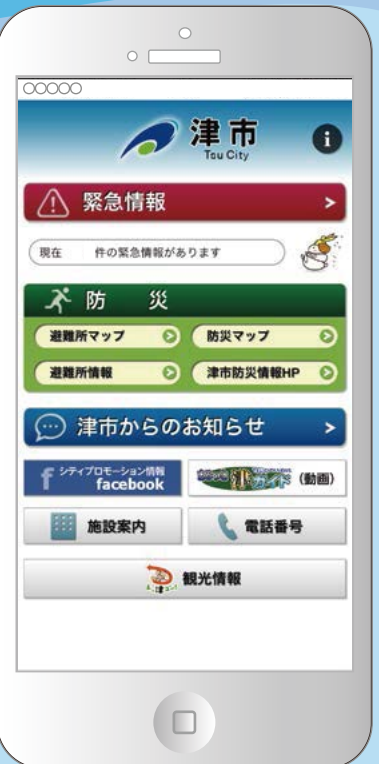 ○○○○○
津市
Tsu City
i
緊急情報
現在 件の緊急情報があります
防 災
避難所マップ
防災マップ
避難所情報
津市防災情報HP
津市からのお知らせ
シティプロモーション情報
facebook
(動画)
施設案内
電話番号
観光情報